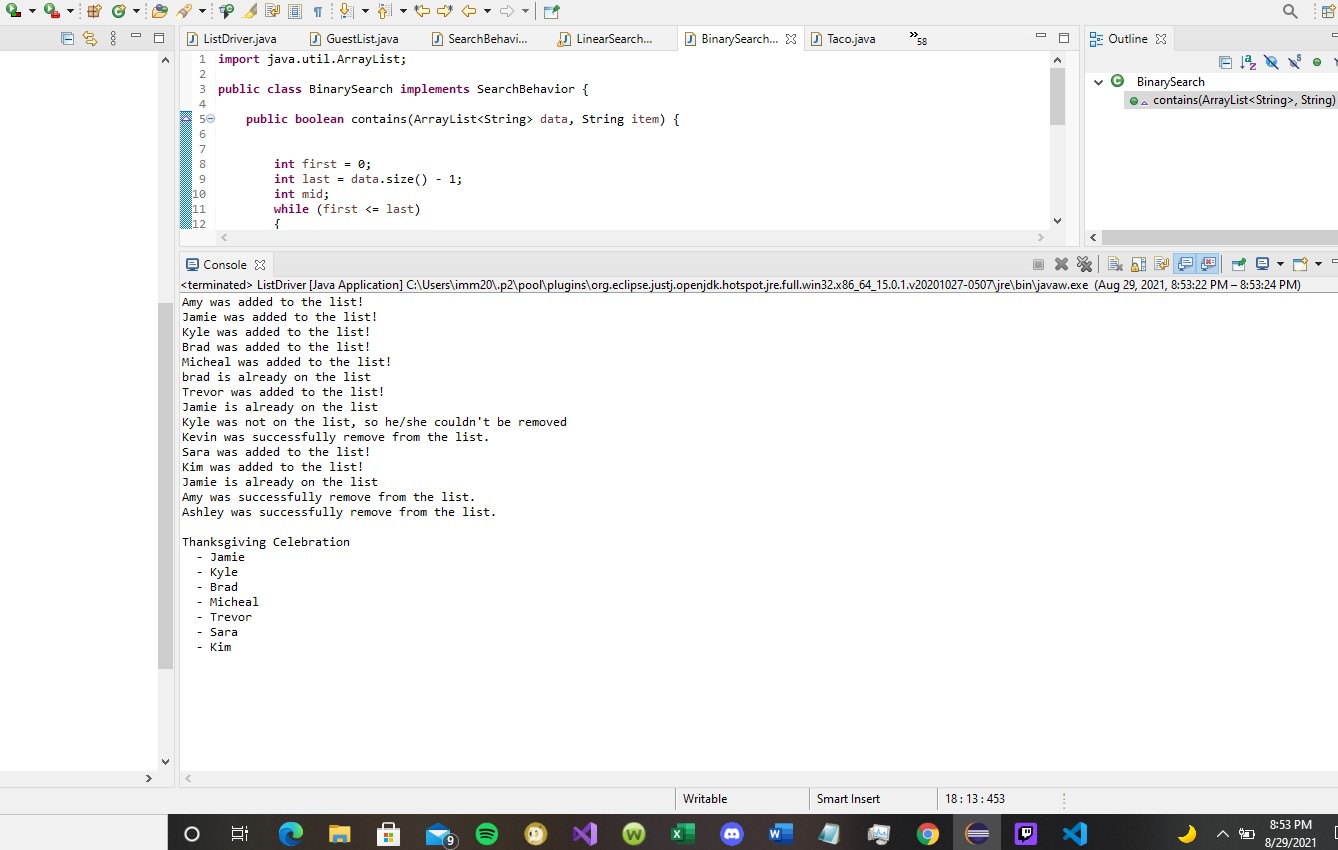 ListDriver.java
GuestList.java
SearchBehavi...
LinearSearch...
BinarySearch...
Taco.java
»58
Outline
1 import java.util.ArrayList;
2
3 public class BinarySearch implements SearchBehavior {
4
5 public boolean contains(ArrayList<String> data, String item) {
6
7
8 int first = 0;
9 int last = data.size() - 1;
10 int mid;
11 while (first <= last)
12 {
BinarySearch
contains(ArrayList<String>, String)
Console
<terminated> ListDriver [Java Application] C:\Users\imm20\.p2\pool\plugins\org.eclipse.justj.openjdk.hotspot.jre.full.win32.x86_64_15.0.1.v20201027-0507\jre\bin\javaw.exe (Aug 29, 2021, 8:53:22 PM – 8:53:24 PM)
Amy was added to the list!
Jamie was added to the list!
Kyle was added to the list!
Brad was added to the list!
Micheal was added to the list!
brad is already on the list
Trevor was added to the list!
Jamie is already on the list
Kyle was not on the list, so he/she couldn't be removed
Kevin was successfully remove from the list.
Sara was added to the list!
Kim was added to the list!
Jamie is already on the list
Amy was successfully remove from the list.
Ashley was successfully remove from the list.
Thanksgiving Celebration
- Jamie
- Kyle
- Brad
- Micheal
- Trevor
- Sara
- Kim
Writable
Smart Insert
18 : 13 : 453
9
8:53 PM
8/29/2021